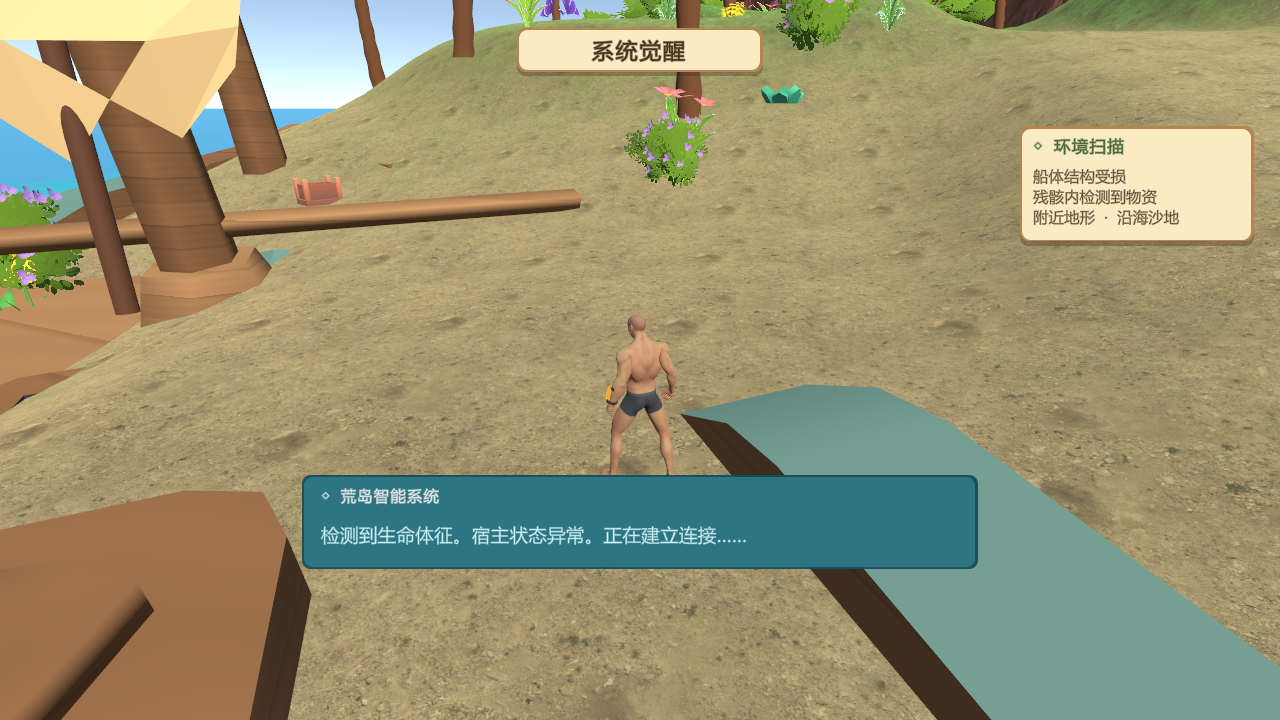 系统觉醒
◇ 环境扫描
船体结构受损
残骸内检测到物资
附近地形 · 沿海沙地
◇ 荒岛智能系统
检测到生命体征。宿主状态异常。正在建立连接……